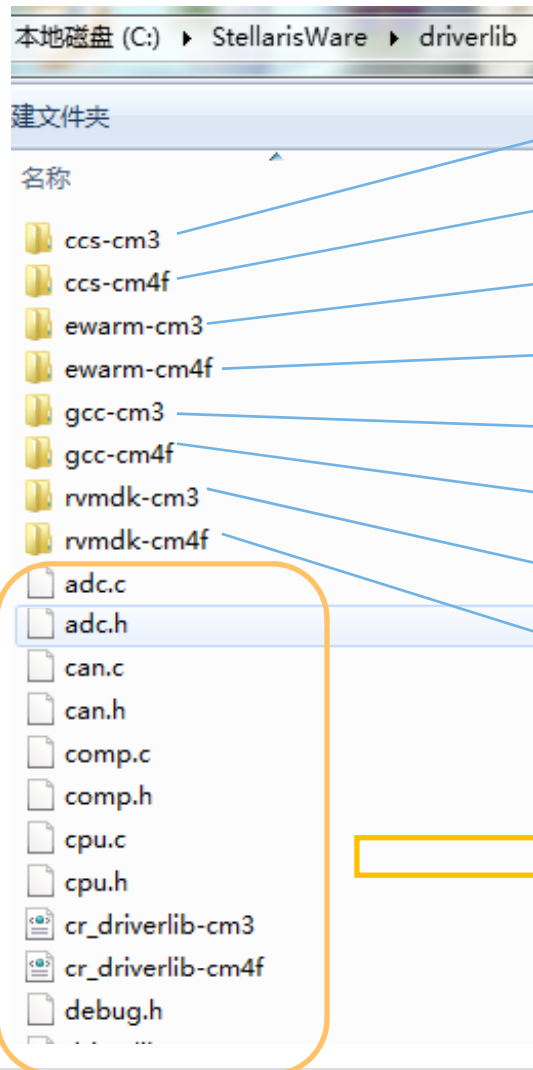 本地磁盘 (C:) ▸ StellarisWare ▸ driverlib
建文件夹
名称
ccs-cm3
ccs-cm4f
ewarm-cm3
ewarm-cm4f
gcc-cm3
gcc-cm4f
rvmdk-cm3
rvmdk-cm4f
adc.c
adc.h
can.c
can.h
comp.c
comp.h
cpu.c
cpu.h
cr_driverlib-cm3
cr_driverlib-cm4f
debug.h